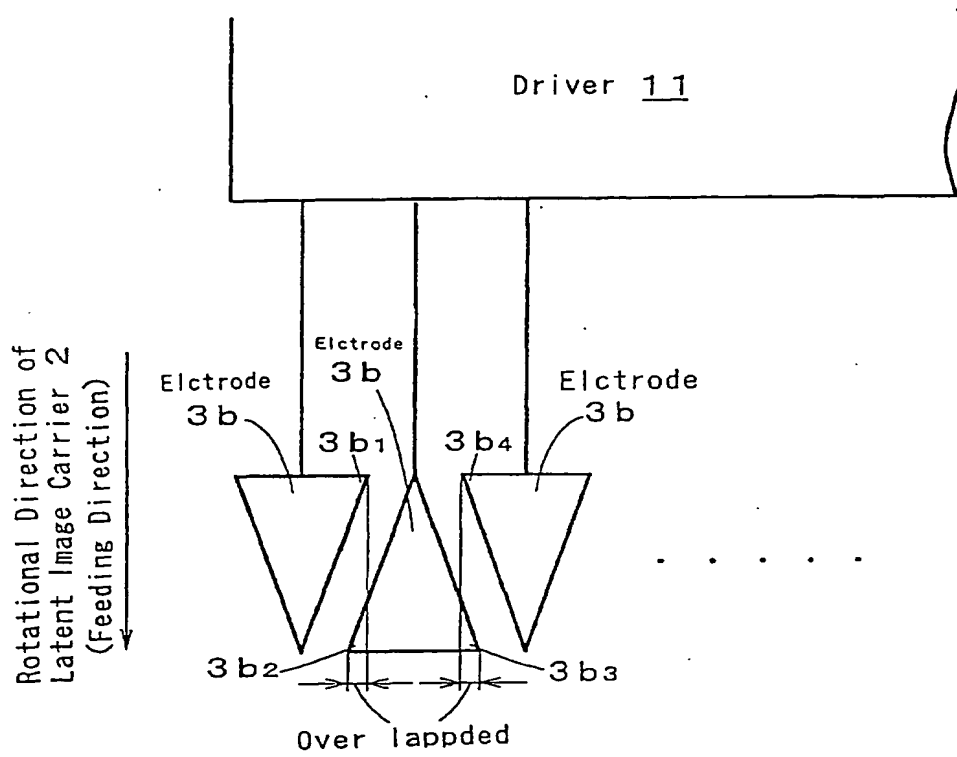 Driver 11
Rotational Direction of
Latent Image Carrier 2
(Feeding Direction)
Elctrode
3b
Elctrode
3b
Elctrode
3b
3b1
3b4
3b2
3b3
Over lappded